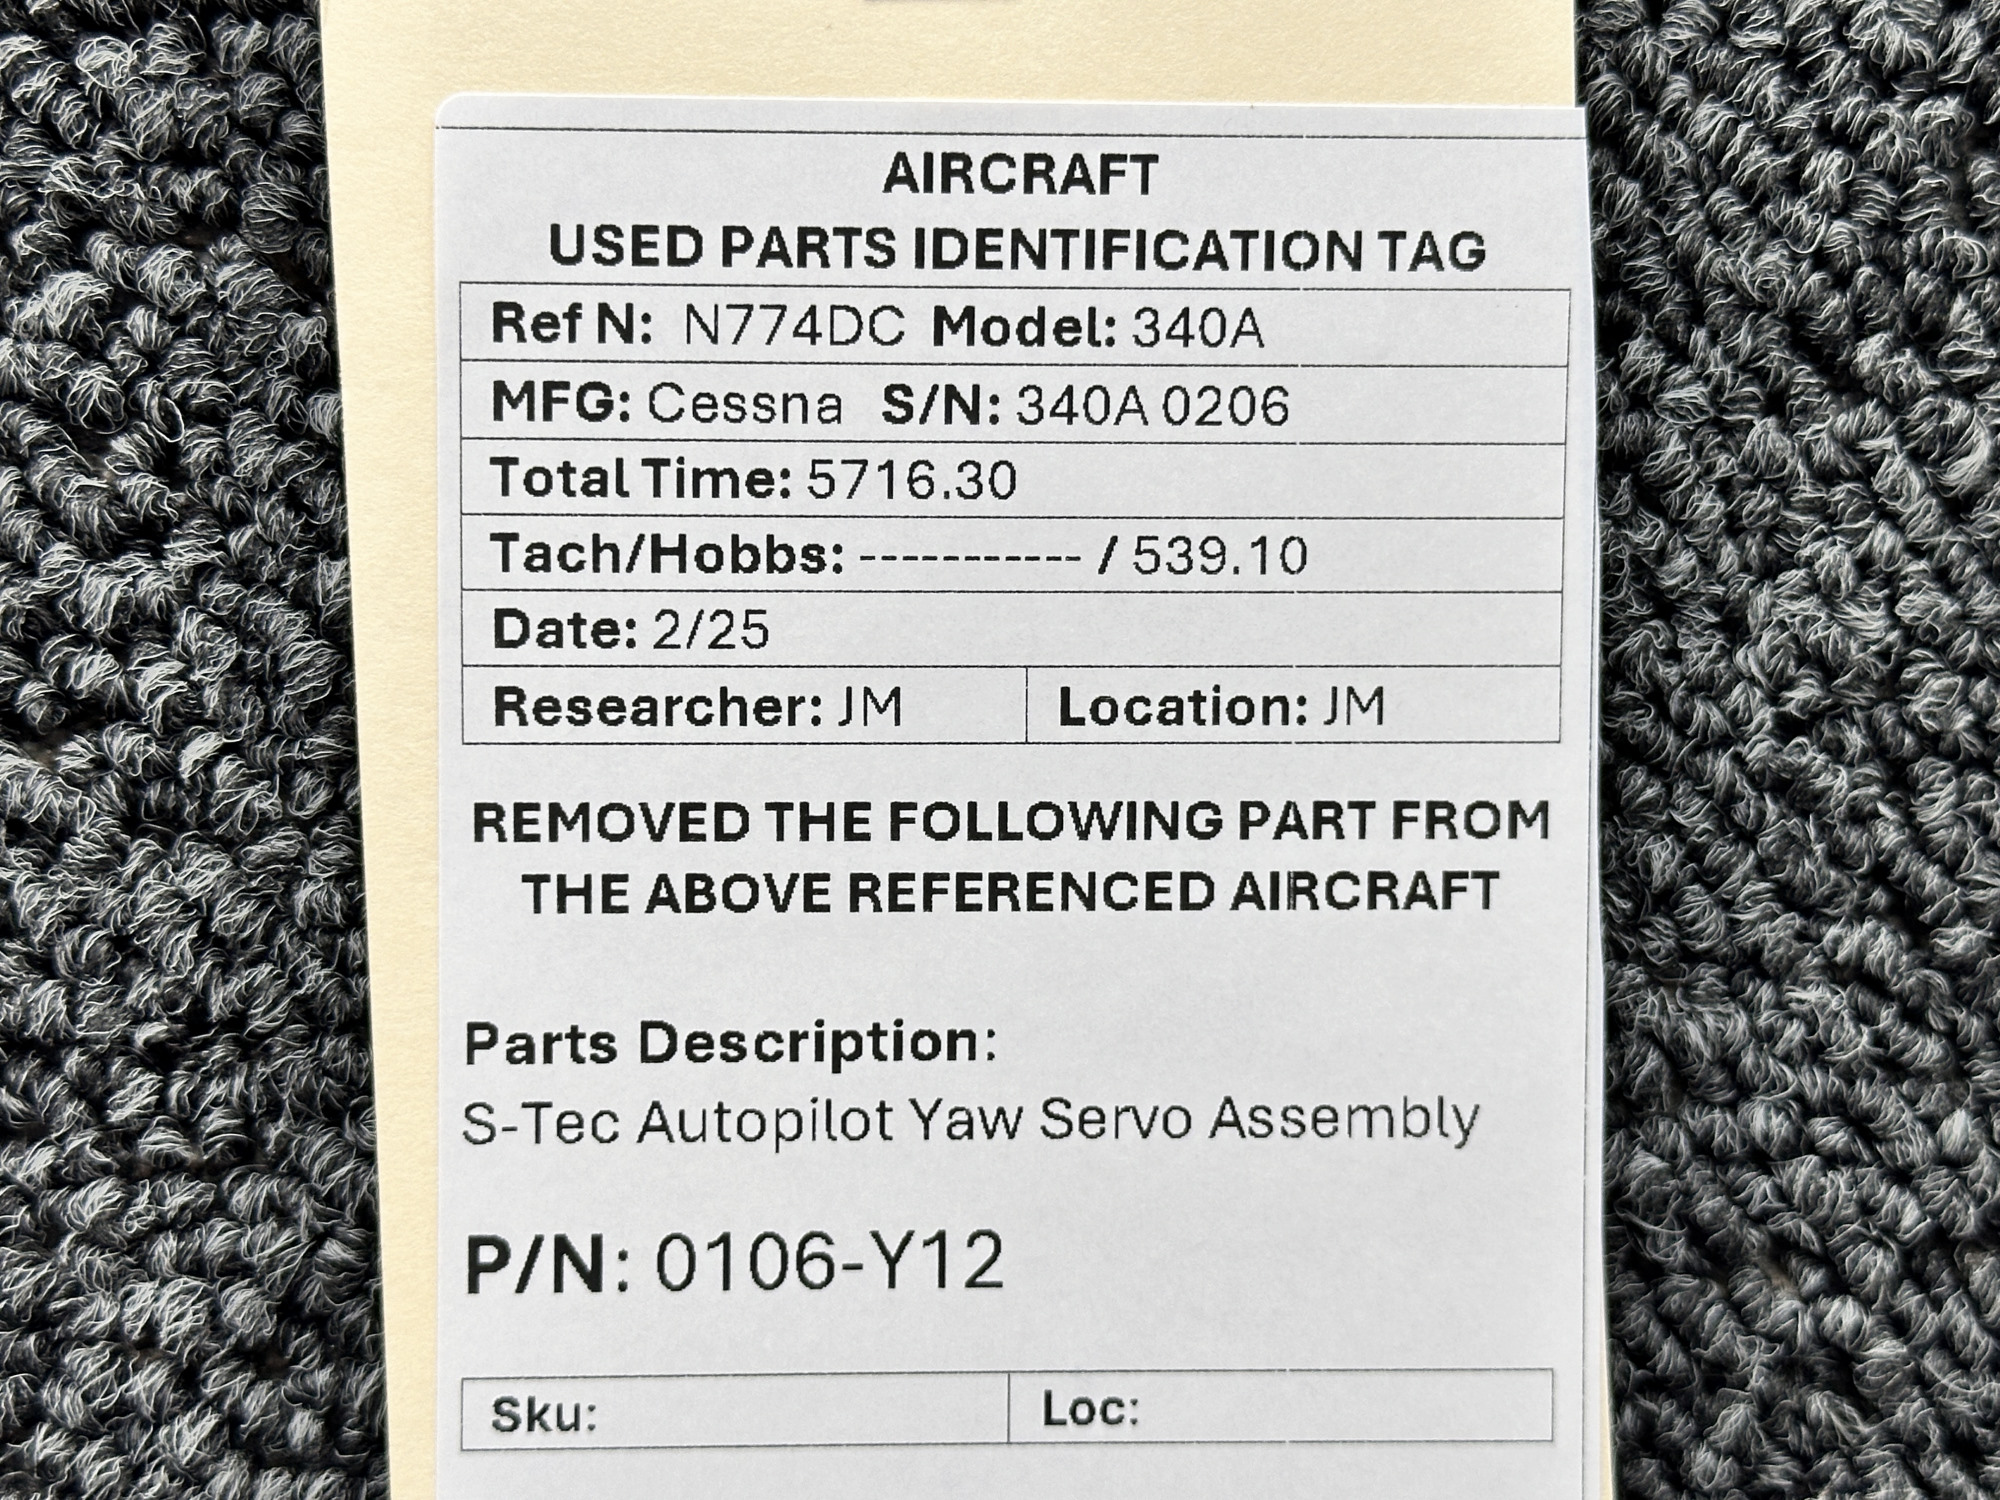 AIRCRAFT
USED PARTS IDENTIFICATION TAG
Ref N: N774DC Model: 340A
MFG: Cessna S/N: 340A 0206
Total Time: 5716.30
Tach/Hobbs: ----------- / 539.10
Date: 2/25
Researcher: JM Location: JM
REMOVED THE FOLLOWING PART FROM
THE ABOVE REFERENCED AIRCRAFT
Parts Description:
S-Tec Autopilot Yaw Servo Assembly
P/N: 0106-Y12
Sku: Loc: